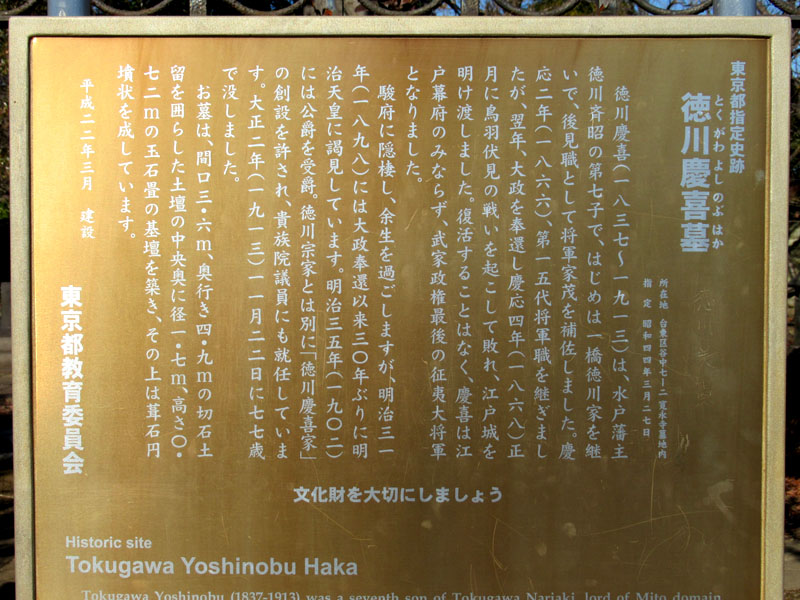 東京都指定史跡
とくがわよしのぶはか
徳川慶喜墓
所在地 台東区谷中七ー二 寛永寺墓地内
指定 昭和四四年三月二七日
徳川慶喜(一八三七〜一九一三)は、水戸藩主
徳川斉昭の第七子で、はじめは一橋徳川家を継
いで、後見職として将軍家茂を補佐しました。慶
応二年(一八六六)、第一五代将軍職を継ぎまし
たが、翌年、大政を奉還し慶応四年(一八六八)正
月に鳥羽伏見の戦いを起こして敗れ、江戸城を
明け渡しました。復活することはなく、慶喜は江
戸幕府のみならず、武家政権最後の征夷大将軍
となりました。
駿府に隠棲し、余生を過ごしますが、明治三一
年(一八九八)には大政奉還以来三〇年ぶりに明
治天皇に謁見しています。明治三五年(一九〇二)
には公爵を受爵。徳川宗家とは別に「徳川慶喜家」
の創設を許され、貴族院議員にも就任していま
す。大正二年(一九一三)一一月二二日に七七歳
で没しました。
お墓は、間口三・六m、奥行き四・九mの切石土
留を囲らした土壇の中央奥に径一・七m、高さ〇・
七二mの玉石畳の基壇を築き、その上は葺石円
墳状を成しています。
平成二二年三月 建設
東京都教育委員会
文化財を大切にしましょう
Historic site
Tokugawa Yoshinobu Haka
Tokugawa Yoshinobu (1837-1913) was a seventh son of Tokugawa Nariaki, lord of Mito domain.